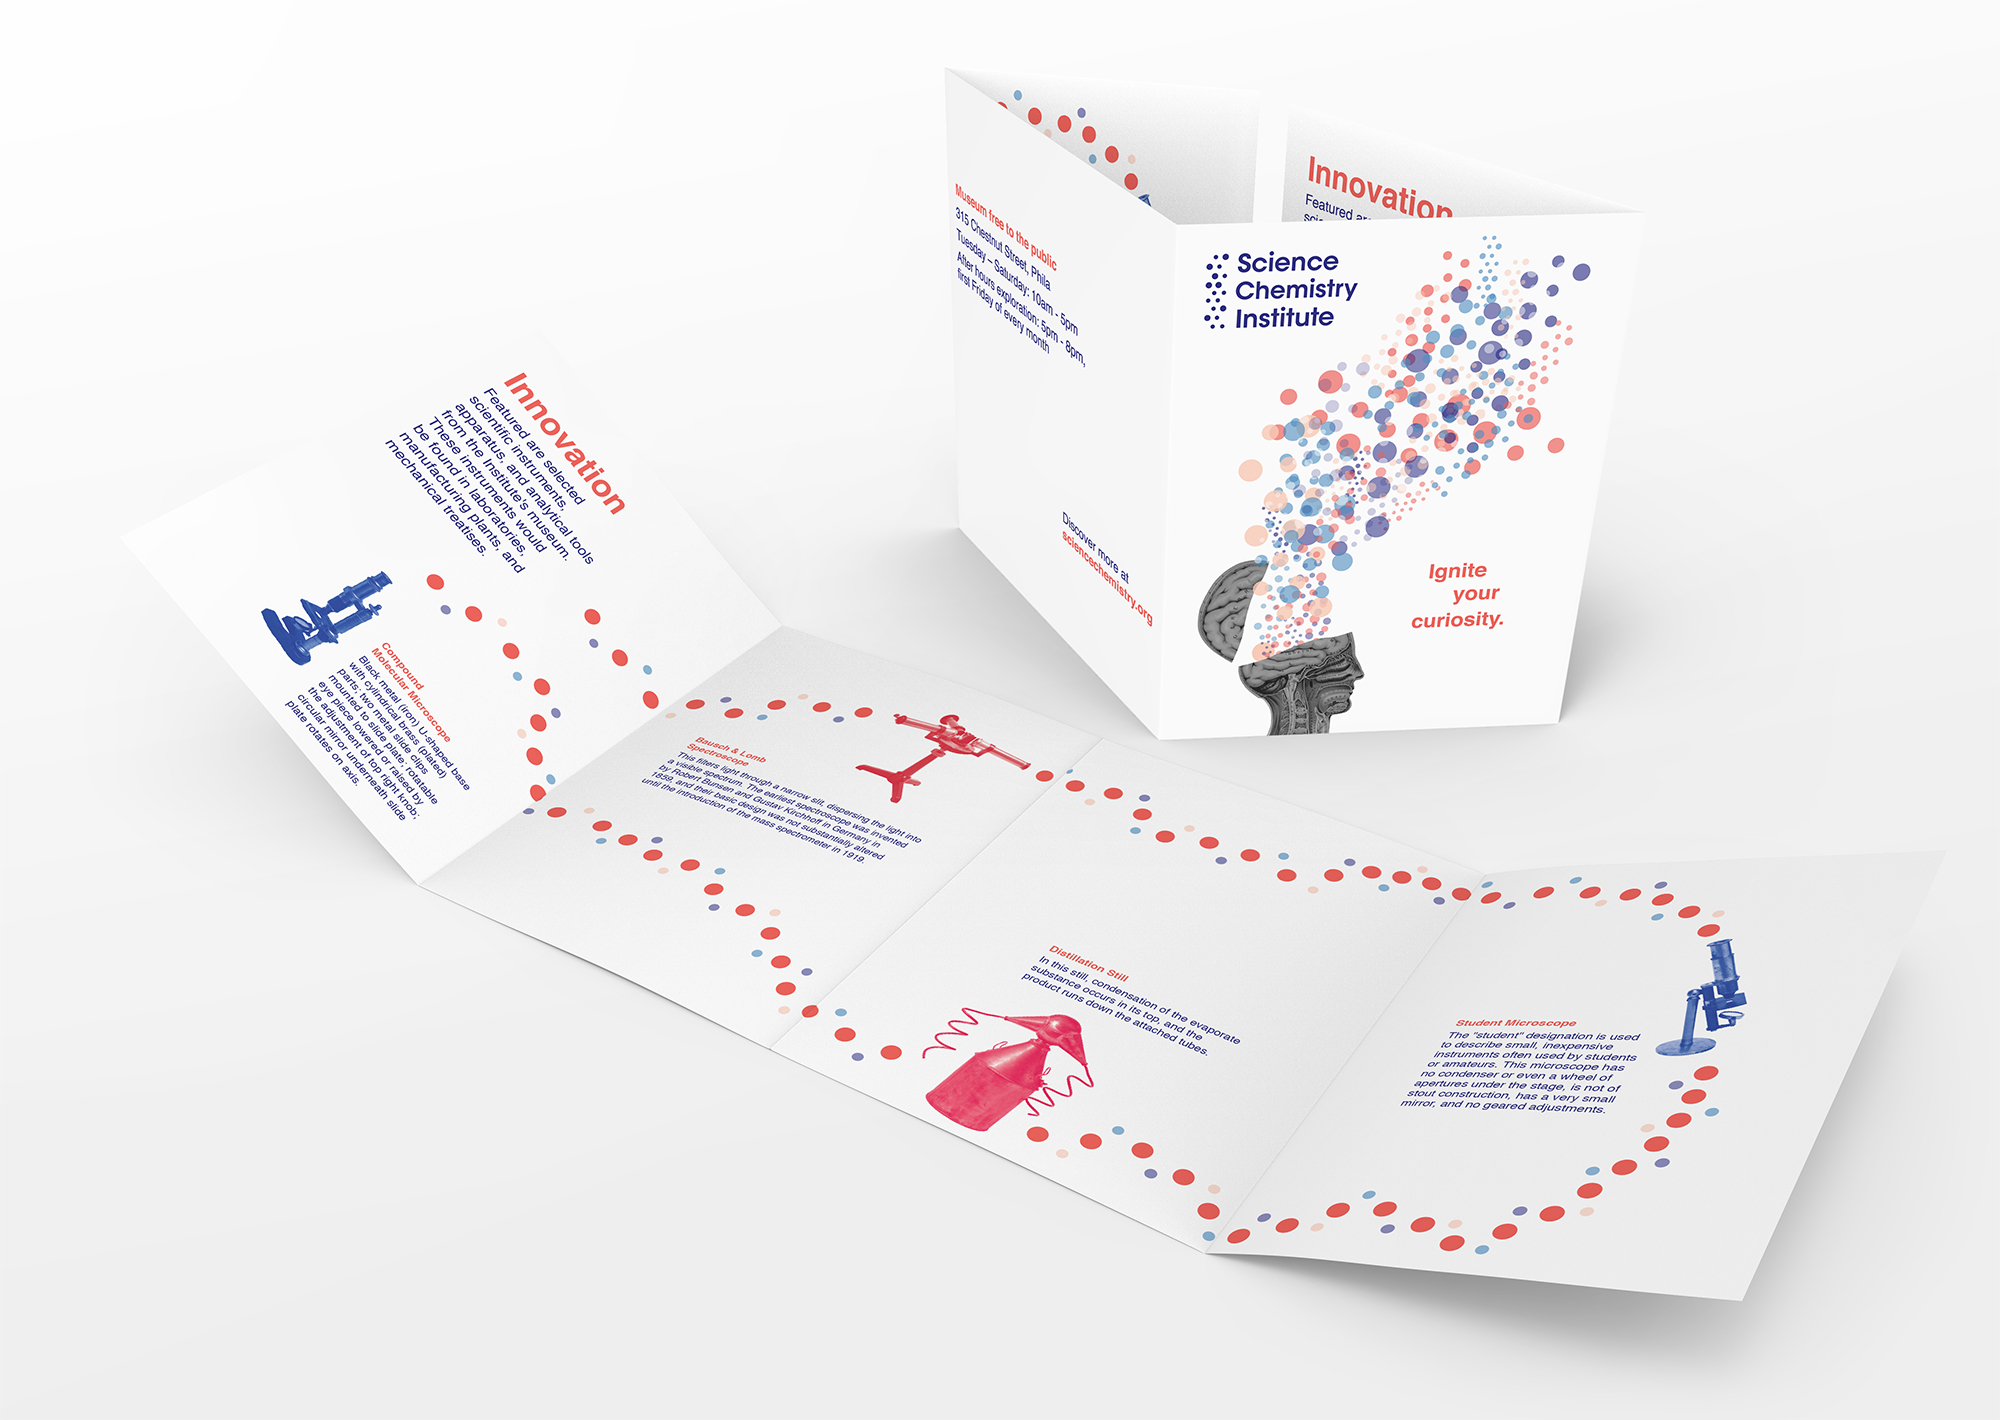 Museum free to the public
315 Chestnut Street, Phila
Tuesday – Saturday: 10am - 5pm
After hours exploration: 5pm - 8pm,
first Friday of every month
Discover more at
sciencechemistry.org
Innovation
Featured are
Science
Chemistry
Institute
Ignite
your
curiosity.
Innovation
Featured are selected
scientific instruments,
apparatus, and analytical tools
from the Institute's museum.
These instruments would
be found in laboratories,
manufacturing plants, and
mechanical treatises.
Compound
Molecular Microscope
Black metal (iron) U-shaped base
with cylindrical brass (plated)
parts; two metal slide clips
mounted to slide plate; rotatable
eye piece lowered or raised by
the adjustment of top right knob;
circular mirror underneath slide
plate rotates on axis.
Bausch & Lomb
Spectroscope
This filters light through a narrow slit, dispersing the light into
a visible spectrum. The earliest spectroscope was invented
by Robert Bunsen and Gustav Kirchhoff in Germany in
1859, and their basic design was not substantially altered
until the introduction of the mass spectrometer in 1919.
Distillation Still
In this still, condensation of the evaporate
substance occurs in its top, and the
product runs down the attached tubes.
Student Microscope
The "student" designation is used
to describe small, inexpensive
instruments often used by students
or amateurs. This microscope has
no condenser or even a wheel of
apertures under the stage, is not of
stout construction, has a very small
mirror, and no geared adjustments.